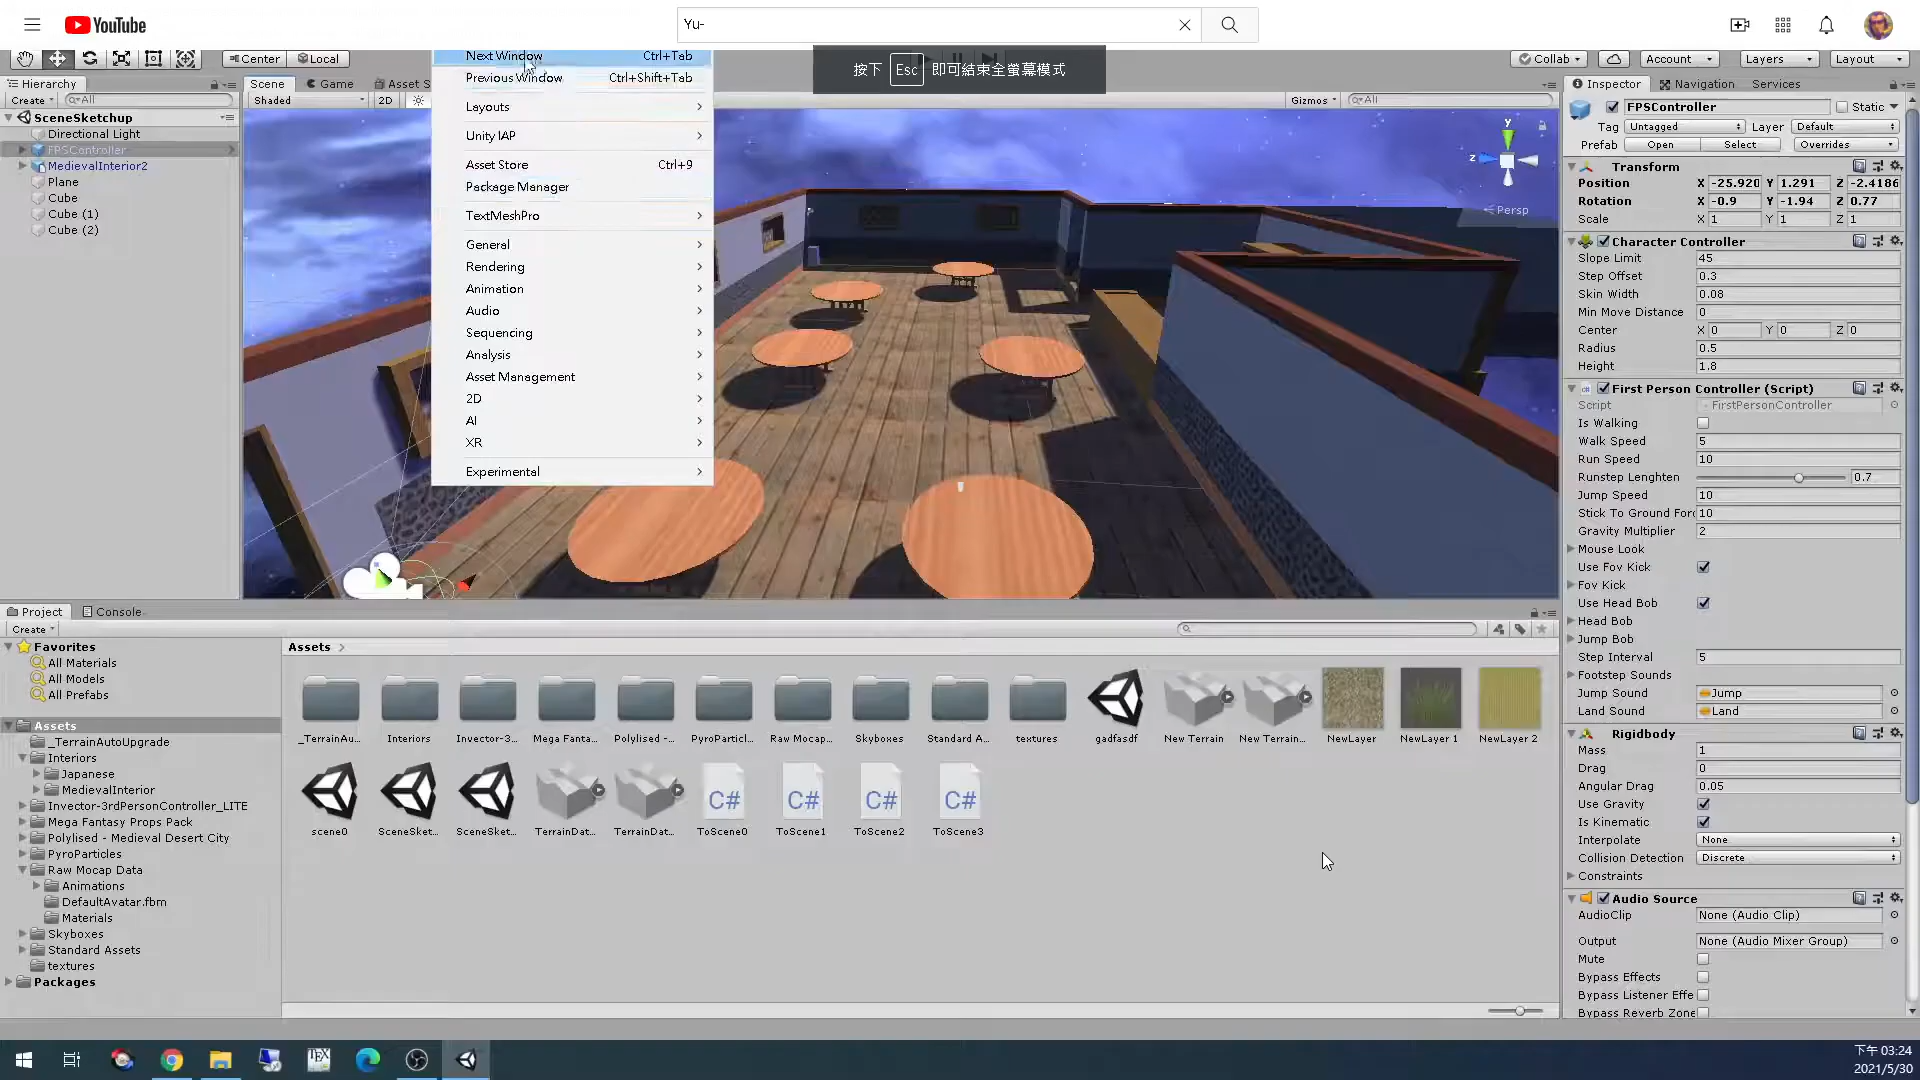 YouTube
Yu-
Center
Local
Collab
Account
Layers
Layout
按下 Esc 即可結束全螢幕模式
Next Window Ctrl+Tab
Previous Window Ctrl+Shift+Tab
Layouts
Unity IAP
Asset Store Ctrl+9
Package Manager
TextMeshPro
General
Rendering
Animation
Audio
Sequencing
Analysis
Asset Management
2D
AI
XR
Experimental
Hierarchy
Create All
SceneSketchup
Directional Light
FPSController
MedievalInterior2
Plane
Cube
Cube (1)
Cube (2)
Scene Game Asset S
Shaded 2D
Gizmos All
y
z
Persp
Inspector Navigation Services
FPSController Static
Tag Untagged Layer Default
Prefab Open Select Overrides
Transform
Position X -25.920 Y 1.291 Z -2.4186
Rotation X -0.9 Y -1.94 Z 0.77
Scale X 1 Y 1 Z 1
Character Controller
Slope Limit 45
Step Offset 0.3
Skin Width 0.08
Min Move Distance 0
Center X 0 Y 0 Z 0
Radius 0.5
Height 1.8
First Person Controller (Script)
Script FirstPersonController
Is Walking
Walk Speed 5
Run Speed 10
Runstep Lenghten 0.7
Jump Speed 10
Stick To Ground Forc 10
Gravity Multiplier 2
Mouse Look
Use Fov Kick
Fov Kick
Use Head Bob
Head Bob
Jump Bob
Step Interval 5
Footstep Sounds
Jump Sound Jump
Land Sound Land
Rigidbody
Mass 1
Drag 0
Angular Drag 0.05
Use Gravity
Is Kinematic
Interpolate None
Collision Detection Discrete
Constraints
Audio Source
AudioClip None (Audio Clip)
Output None (Audio Mixer Group)
Mute
Bypass Effects
Bypass Listener Effe
Bypass Reverb Zone
Project Console
Create
Favorites
All Materials
All Models
All Prefabs
Assets
_TerrainAutoUpgrade
Interiors
Japanese
MedievalInterior
Invector-3rdPersonController_LITE
Mega Fantasy Props Pack
Polylised - Medieval Desert City
PyroParticles
Raw Mocap Data
Animations
DefaultAvatar.fbm
Materials
Skyboxes
Standard Assets
textures
Packages
Assets
_TerrainAu... Interiors Invector-3... Mega Fanta... Polylised -... PyroParticl... Raw Mocap... Skyboxes Standard A... textures gadfasdf New Terrain New Terrain... NewLayer NewLayer 1 NewLayer 2
C# C# C# C#
scene0 SceneSket... SceneSket... TerrainDat... TerrainDat... ToScene0 ToScene1 ToScene2 ToScene3
TEX
下午 03:24
2021/5/30